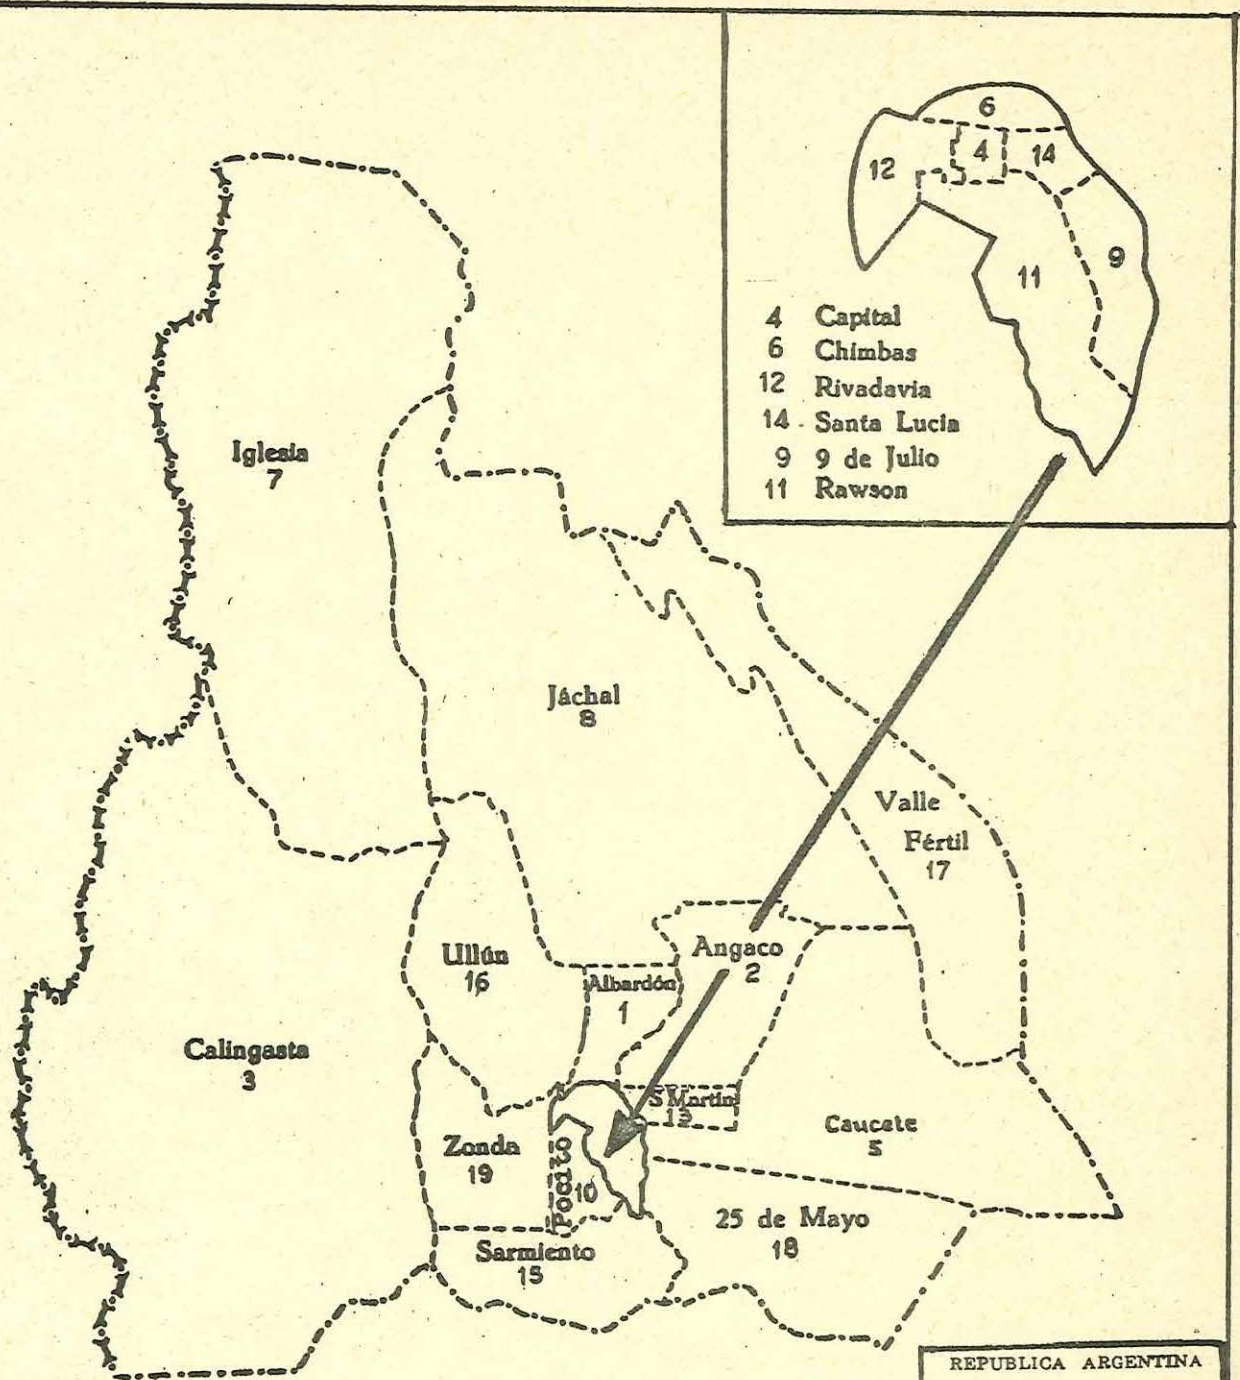 6
12
4
14
11
9
4 Capital
6 Chimbas
12 Rivadavia
14 Santa Lucia
9 9 de Julio
11 Rawson
Iglesia
7
Jáchal
8
Valle
Fértil
17
Ullún
16
Albardón
1
Angaco
2
Calingasta
3
S Martín
13
Zonda
19
Pocito
10
Caucete
5
25 de Mayo
18
Sarmiento
15
REPUBLICA ARGENTINA